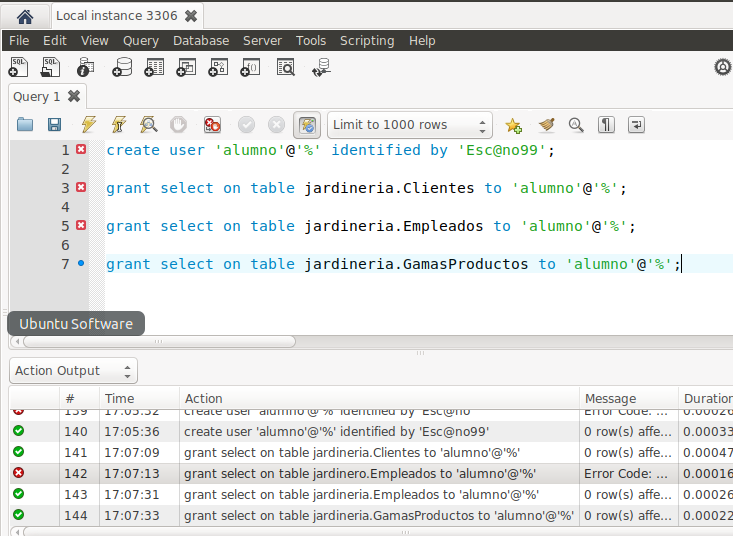 Local instance 3306
File Edit View Query Database Server Tools Scripting Help
Query 1
Limit to 1000 rows
1 create user 'alumno'@'%' identified by 'Esc@no99';
2
3 grant select on table jardineria.Clientes to 'alumno'@'%';
4
5 grant select on table jardineria.Empleados to 'alumno'@'%';
6
7 grant select on table jardineria.GamasProductos to 'alumno'@'%';
Ubuntu Software
Action Output
# Time Action Message Duration
139 17:05:32 create user 'alumno'@'%' identified by 'Esc@no' Error Code: ... 0.00026
140 17:05:36 create user 'alumno'@'%' identified by 'Esc@no99' 0 row(s) affe... 0.00033
141 17:07:09 grant select on table jardineria.Clientes to 'alumno'@'%' 0 row(s) affe... 0.00047
142 17:07:13 grant select on table jardinero.Empleados to 'alumno'@'%' Error Code: ... 0.00016
143 17:07:31 grant select on table jardineria.Empleados to 'alumno'@'%' 0 row(s) affe... 0.00026
144 17:07:33 grant select on table jardineria.GamasProductos to 'alumno'@'%' 0 row(s) affe... 0.00022